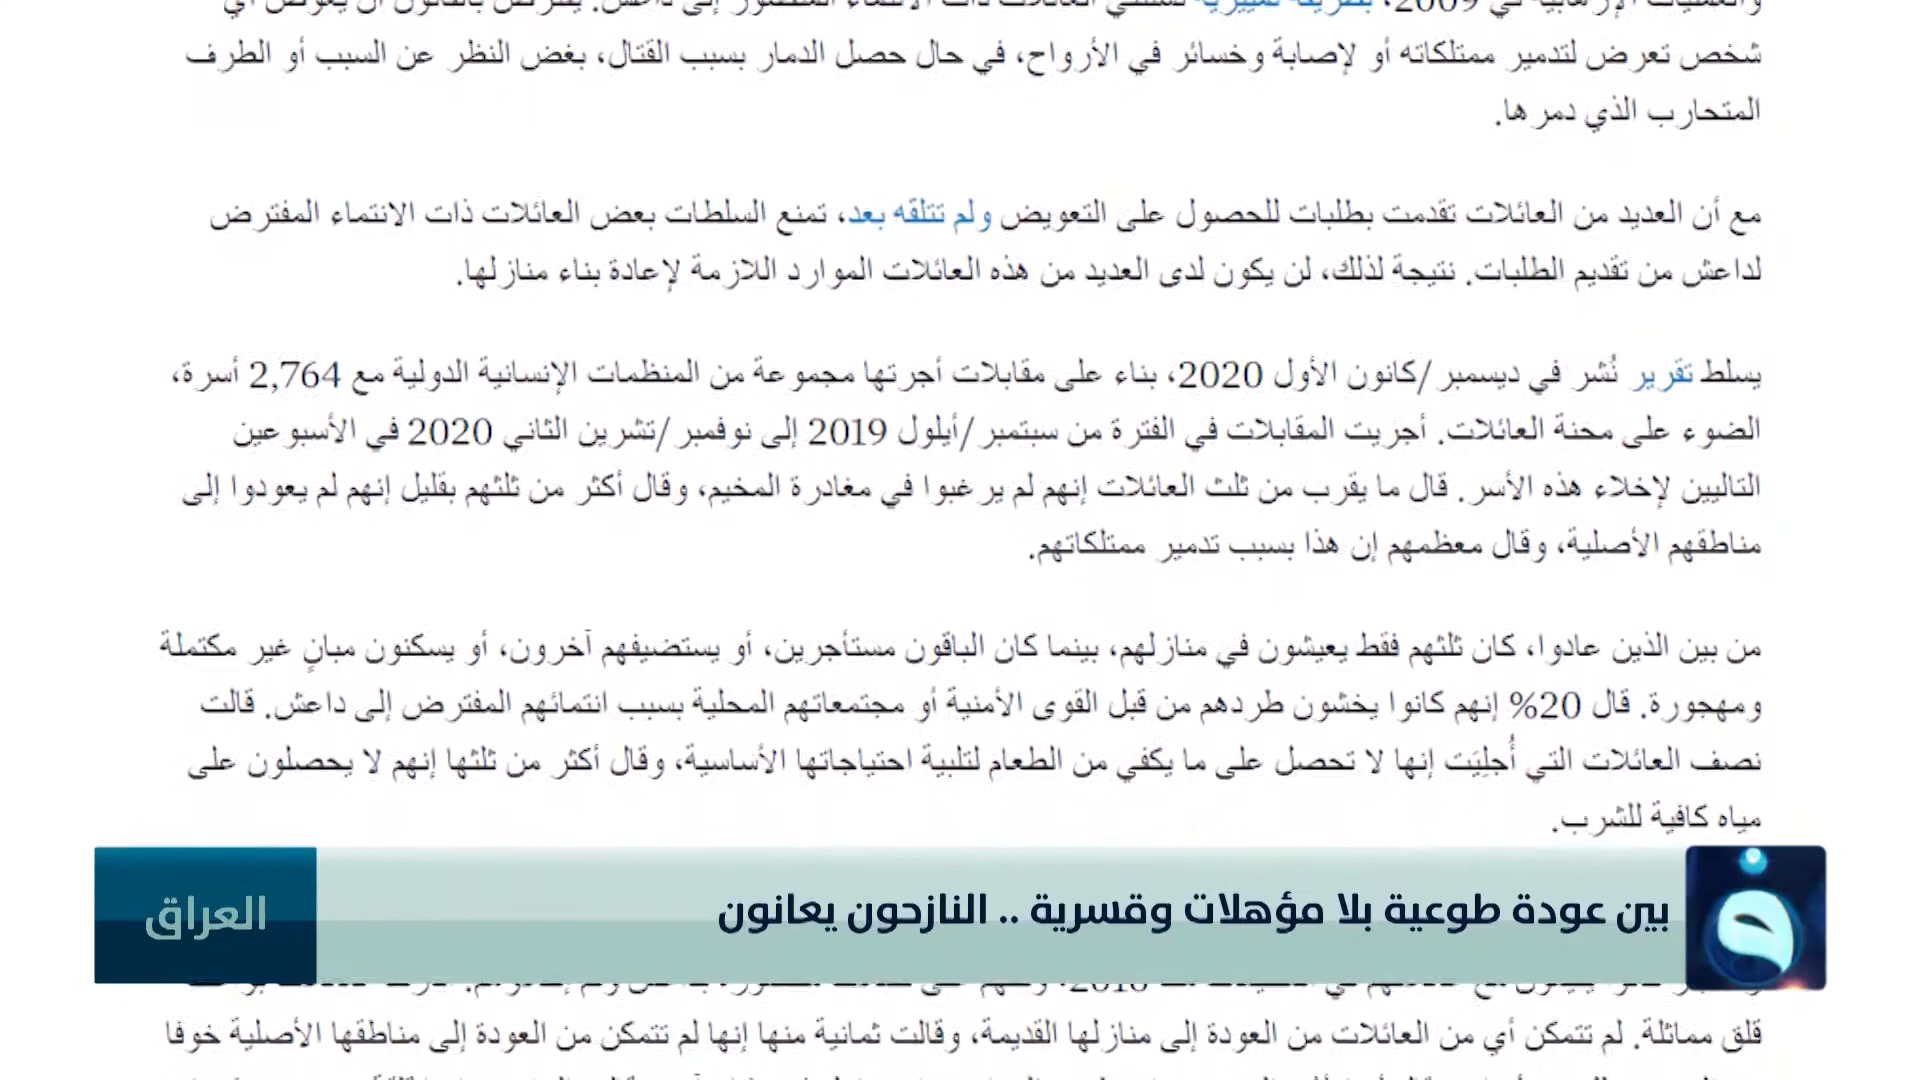 شخص تعرض لتدمير ممتلكاته أو لإصابة وخسائر في الأرواح، في حال حصل الدمار بسبب القتال، بغض النظر عن السبب أو الطرف
المتحارب الذي دمرها.
مع أن العديد من العائلات تقدمت بطلبات للحصول على التعويض ولم تتلقه بعد، تمنع السلطات بعض العائلات ذات الانتماء المفترض
لداعش من تقديم الطلبات. نتيجة لذلك، لن يكون لدى العديد من هذه العائلات الموارد اللازمة لإعادة بناء منازلها.
يسلط تقرير نُشر في ديسمبر/كانون الأول 2020، بناء على مقابلات أجرتها مجموعة من المنظمات الإنسانية الدولية مع 2,764 أسرة،
الضوء على محنة العائلات. أجريت المقابلات في الفترة من سبتمبر/أيلول 2019 إلى نوفمبر/تشرين الثاني 2020 في الأسبوعين
التاليين لإخلاء هذه الأسر. قال ما يقرب من ثلث العائلات إنهم لم يرغبوا في مغادرة المخيم، وقال أكثر من ثلثهم بقليل إنهم لم يعودوا إلى
مناطقهم الأصلية، وقال معظمهم إن هذا بسبب تدمير ممتلكاتهم.
من بين الذين عادوا، كان ثلثهم فقط يعيشون في منازلهم، بينما كان الباقون مستأجرين، أو يستضيفهم آخرون، أو يسكنون مبانٍ غير مكتملة
ومهجورة. قال 20% إنهم كانوا يخشون طردهم من قبل القوى الأمنية أو مجتمعاتهم المحلية بسبب انتمائهم المفترض إلى داعش. قالت
نصف العائلات التي أُجلِيَت إنها لا تحصل على ما يكفي من الطعام لتلبية احتياجاتها الأساسية، وقال أكثر من ثلثها إنهم لا يحصلون على
مياه كافية للشرب.
بين عودة طوعية بلا مؤهلات وقسرية .. النازحون يعانون
العراق
قلق مماثلة. لم تتمكن أي من العائلات من العودة إلى منازلها القديمة، وقالت ثمانية منها إنها لم تتمكن من العودة إلى مناطقها الأصلية خوفا